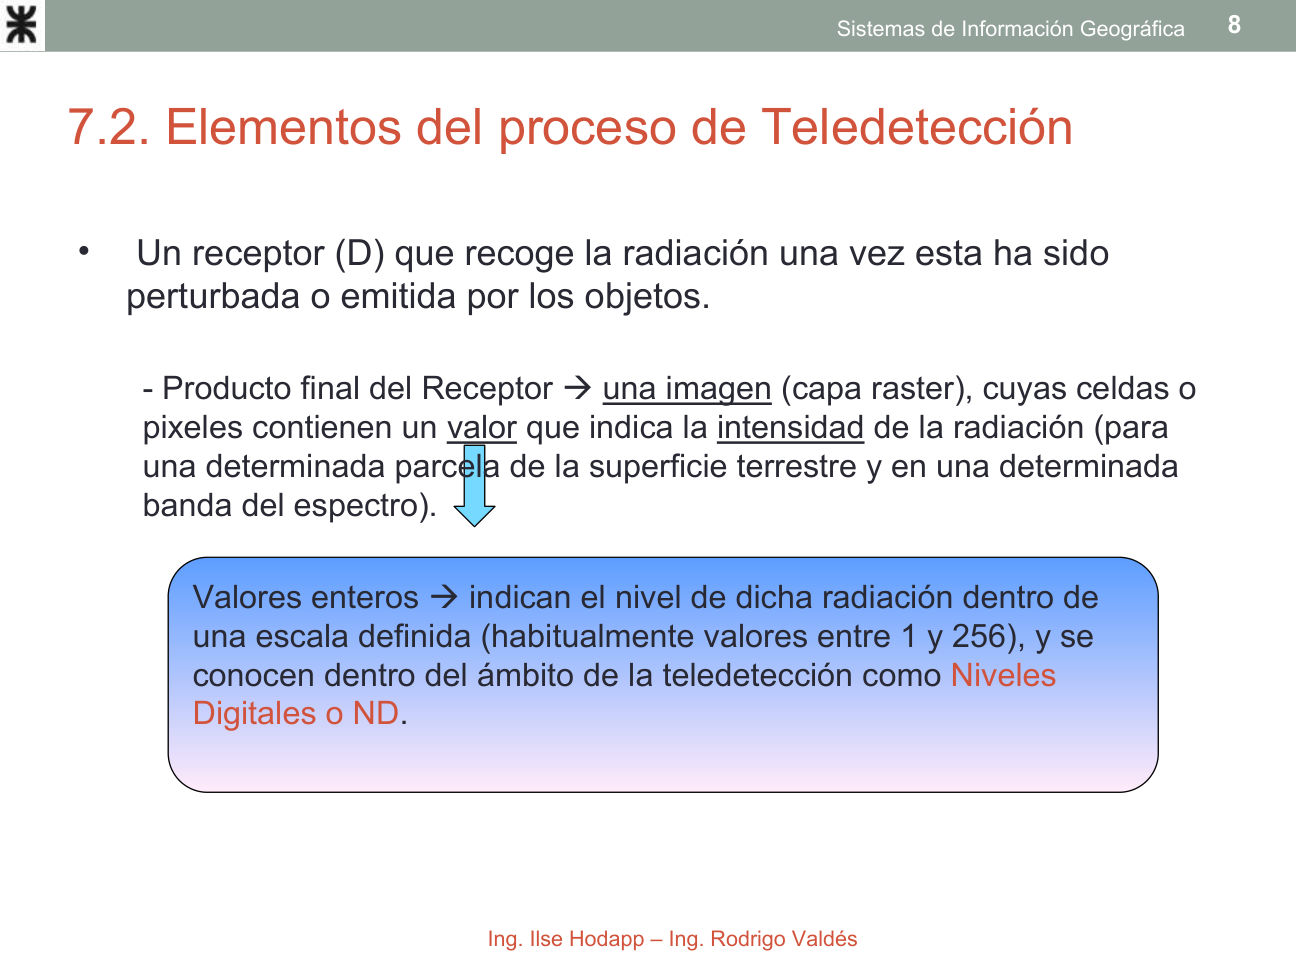 Sistemas de Información Geográfica 8
7.2. Elementos del proceso de Teledetección
• Un receptor (D) que recoge la radiación una vez esta ha sido
perturbada o emitida por los objetos.
- Producto final del Receptor → una imagen (capa raster), cuyas celdas o
pixeles contienen un valor que indica la intensidad de la radiación (para
una determinada parcela de la superficie terrestre y en una determinada
banda del espectro).
Valores enteros → indican el nivel de dicha radiación dentro de
una escala definida (habitualmente valores entre 1 y 256), y se
conocen dentro del ámbito de la teledetección como Niveles
Digitales o ND.
Ing. Ilse Hodapp – Ing. Rodrigo Valdés